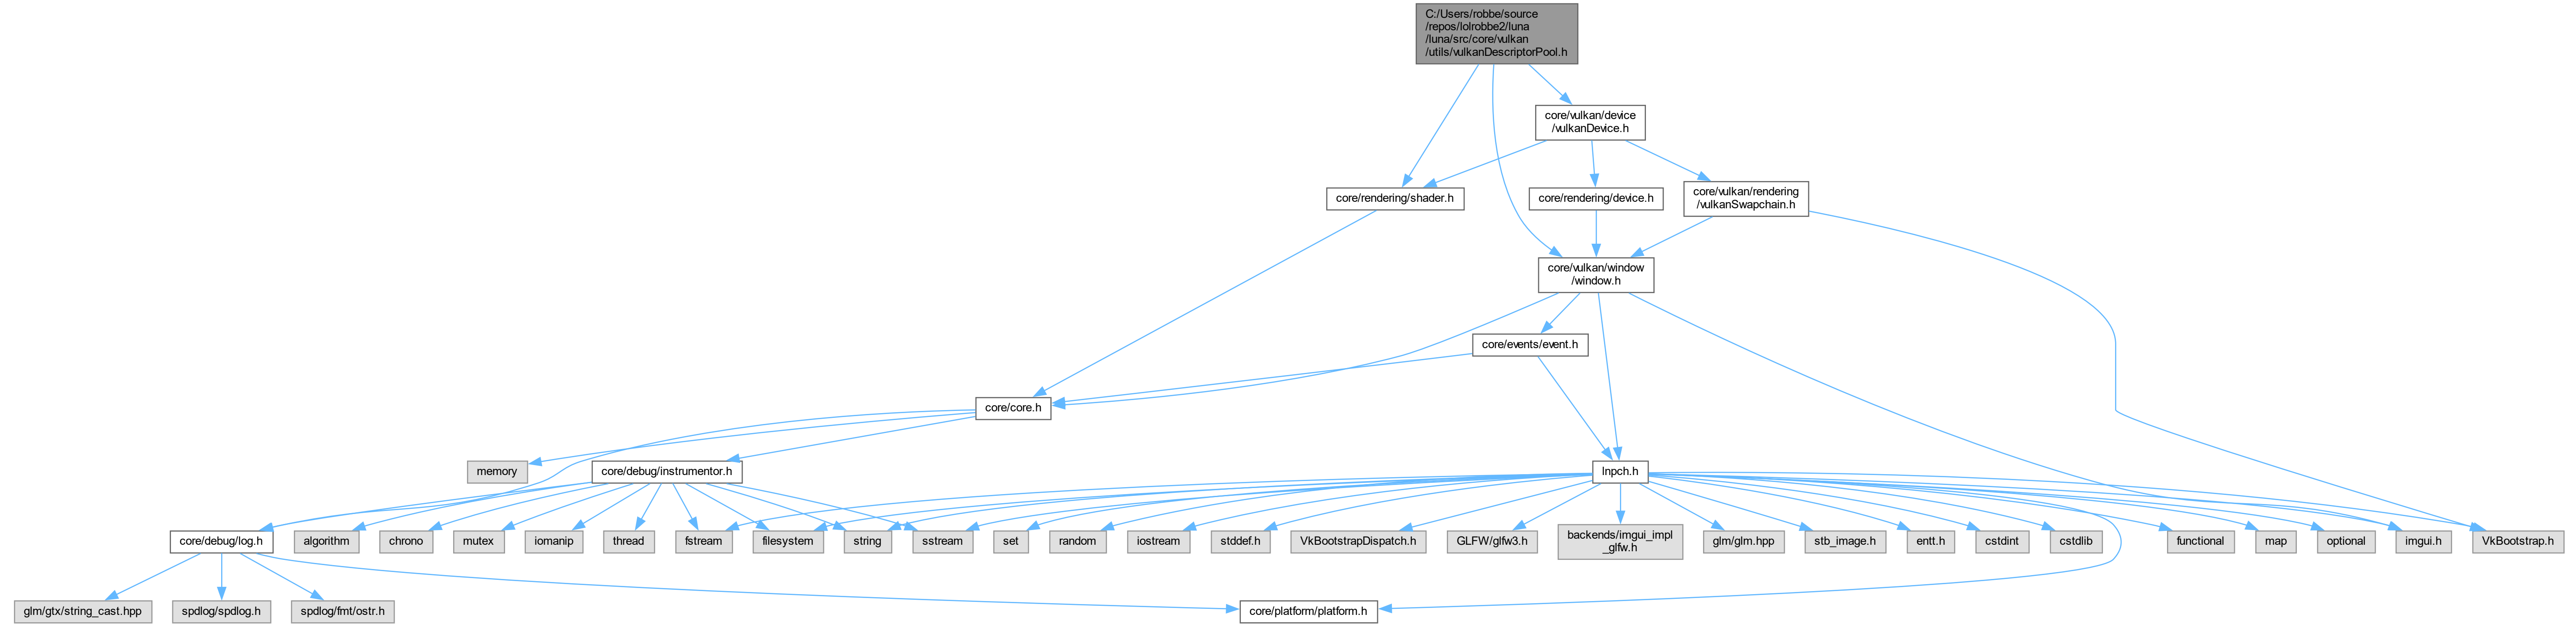 C:/Users/robbe/source
/repos/lolrobbe2/luna
/luna/src/core/vulkan
/utils/vulkanDescriptorPool.h
core/vulkan/device
/vulkanDevice.h
core/rendering/shader.h
core/rendering/device.h
core/vulkan/rendering
/vulkanSwapchain.h
core/vulkan/window
/window.h
core/events/event.h
core/core.h
memory
core/debug/instrumentor.h
lnpch.h
core/debug/log.h
algorithm
chrono
mutex
iomanip
thread
fstream
filesystem
string
sstream
set
random
iostream
stddef.h
VkBootstrapDispatch.h
GLFW/glfw3.h
backends/imgui_impl
_glfw.h
glm/glm.hpp
stb_image.h
entt.h
cstdint
cstdlib
functional
map
optional
imgui.h
VkBootstrap.h
glm/gtx/string_cast.hpp
spdlog/spdlog.h
spdlog/fmt/ostr.h
core/platform/platform.h